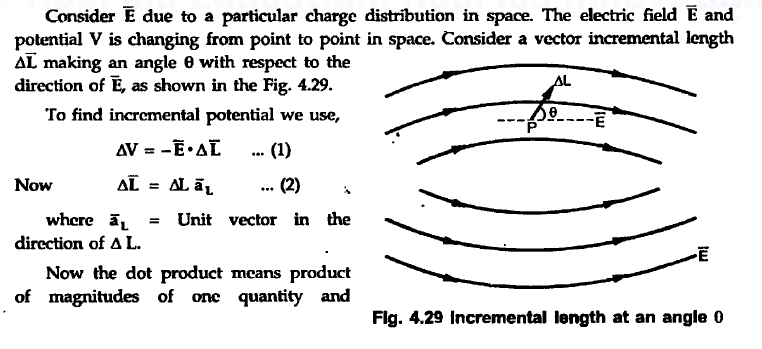 Consider E̅ due to a particular charge distribution in space. The electric field E̅ and
potential V is changing from point to point in space. Consider a vector incremental length
ΔL̅ making an angle θ with respect to the
direction of E̅, as shown in the Fig. 4.29.
To find incremental potential we use,
ΔV = −E̅•ΔL̅ ... (1)
Now ΔL̅ = ΔL a̅_L ... (2)
where a̅_L = Unit vector in the
direction of Δ L.
Now the dot product means product
of magnitudes of one quantity and
ΔL
θ
P
E̅
E̅
Fig. 4.29 Incremental length at an angle θ